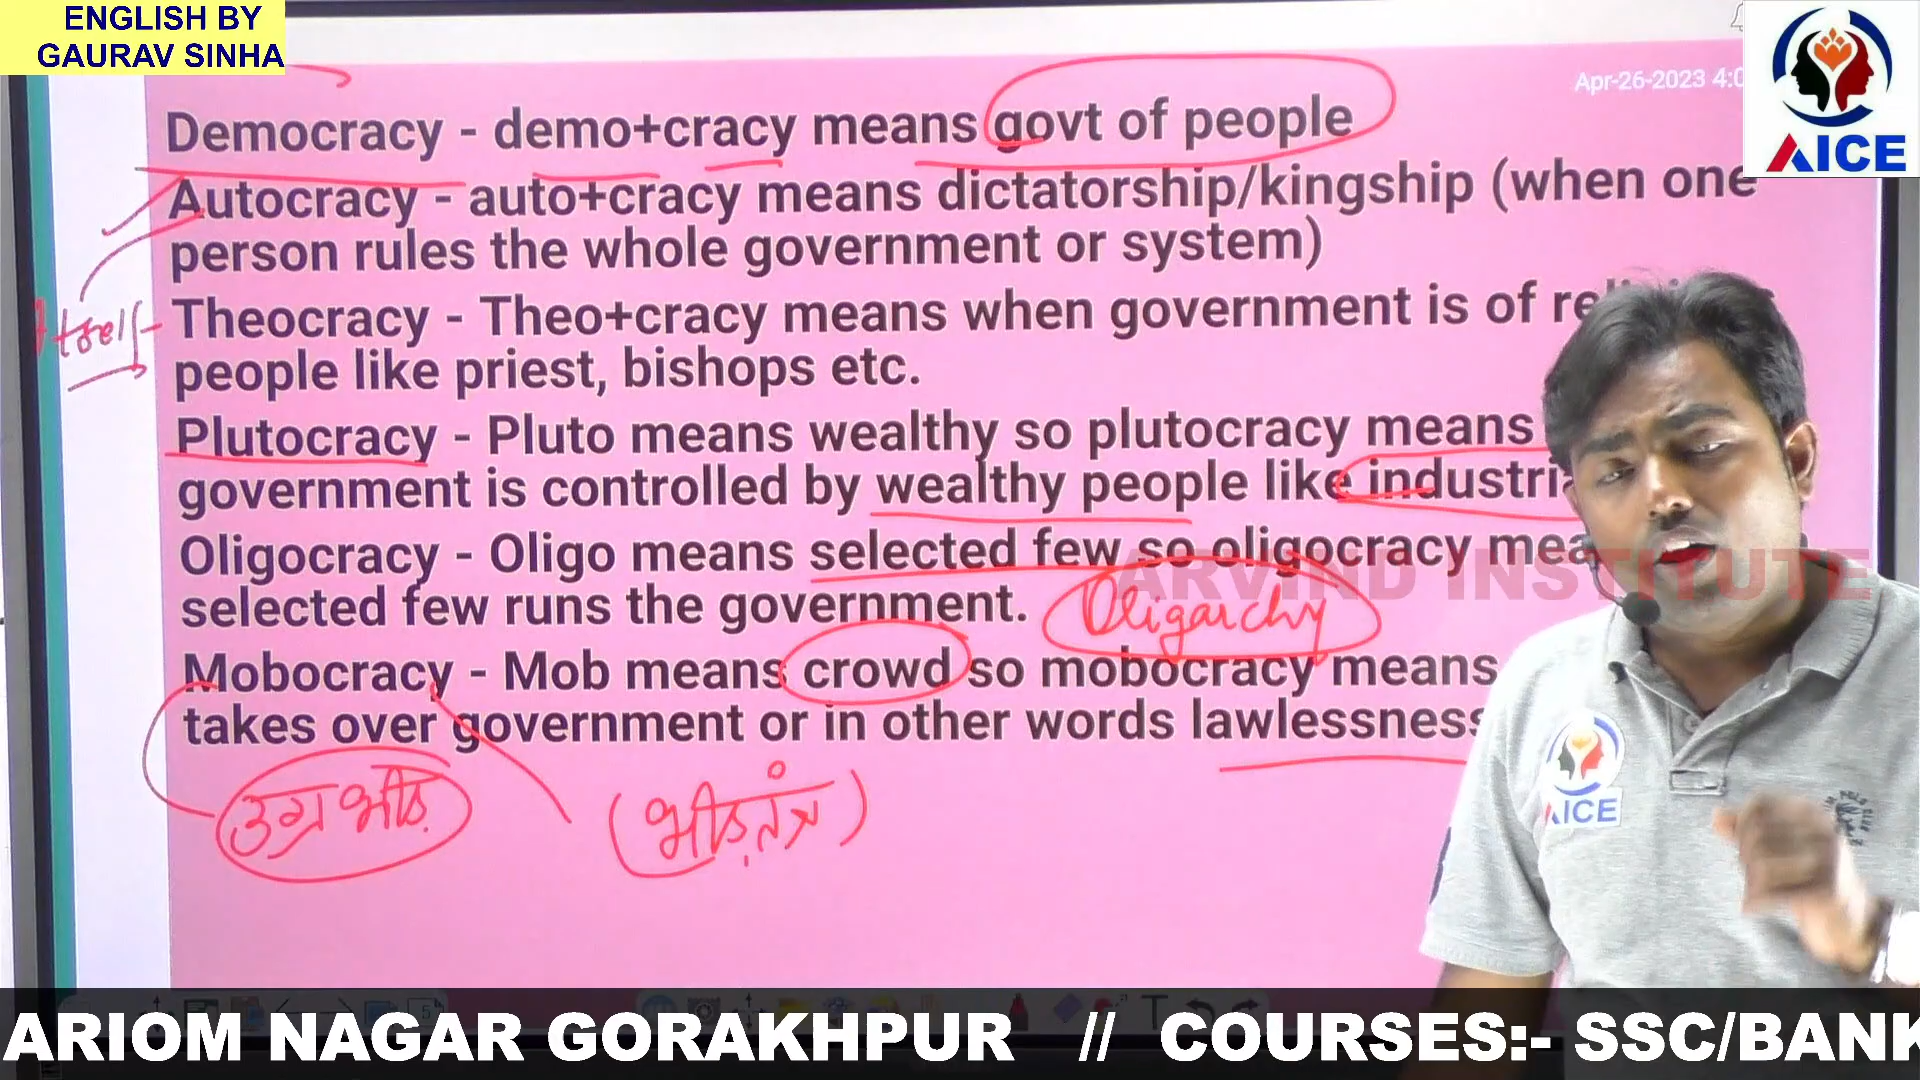 ENGLISH BY
GAURAV SINHA
Apr-26-2023 4:0
AICE
Democracy - demo+cracy means govt of people
Autocracy - auto+cracy means dictatorship/kingship (when one
person rules the whole government or system)
Itself
Theocracy - Theo+cracy means when government is of
people like priest, bishops etc.
Plutocracy - Pluto means wealthy so plutocracy means
government is controlled by wealthy people like
Oligocracy - Oligo means selected few so oligocracy
selected few runs the government.
Oligarchy
ARVIND INSTITUTE
Mobocracy - Mob means crowd so mobocracy means
takes over government or in other words lawlessness
उग्र भीड़
(भीड़तंत्र)
AICE
ARIOM NAGAR GORAKHPUR // COURSES:- SSC/BANK